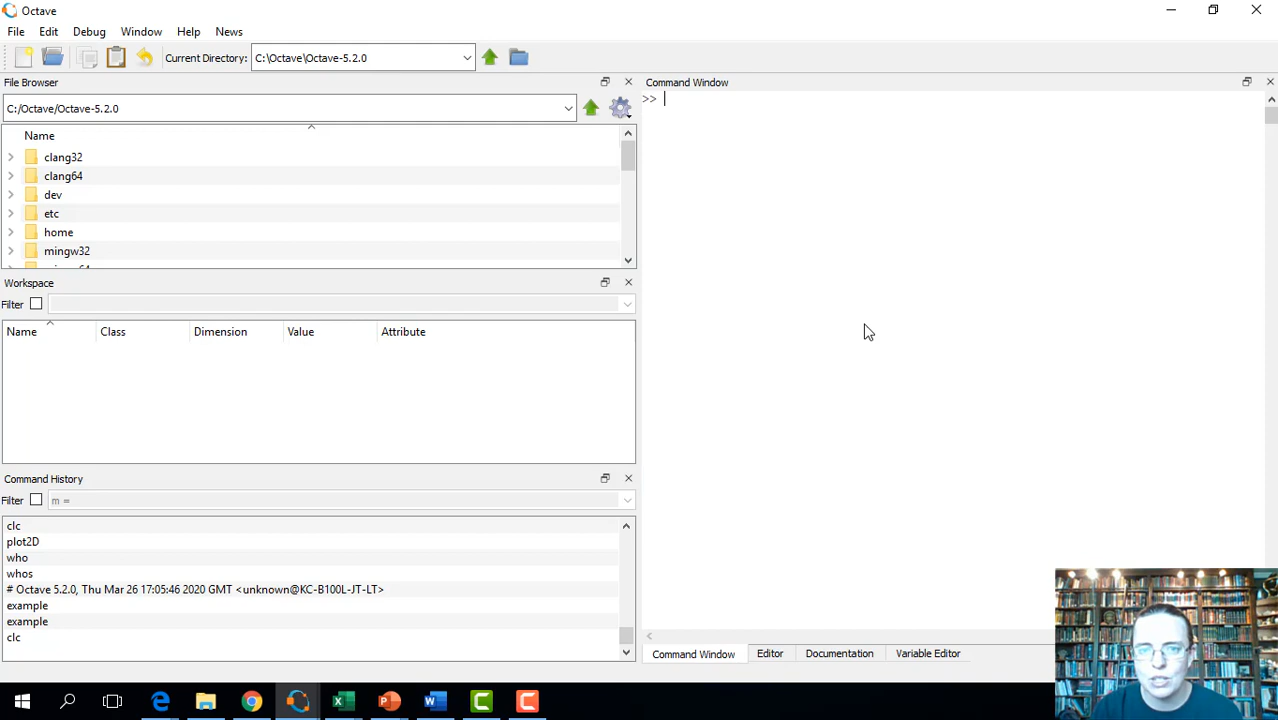 Octave
File Edit Debug Window Help News
Current Directory: C:\Octave\Octave-5.2.0
File Browser
C:/Octave/Octave-5.2.0
Name
clang32
clang64
dev
etc
home
mingw32
Workspace
Filter
Name Class Dimension Value Attribute
Command History
Filter m =
clc
plot2D
who
whos
# Octave 5.2.0, Thu Mar 26 17:05:46 2020 GMT <unknown@KC-B100L-JT-LT>
example
example
clc
Command Window
>>
Command Window Editor Documentation Variable Editor